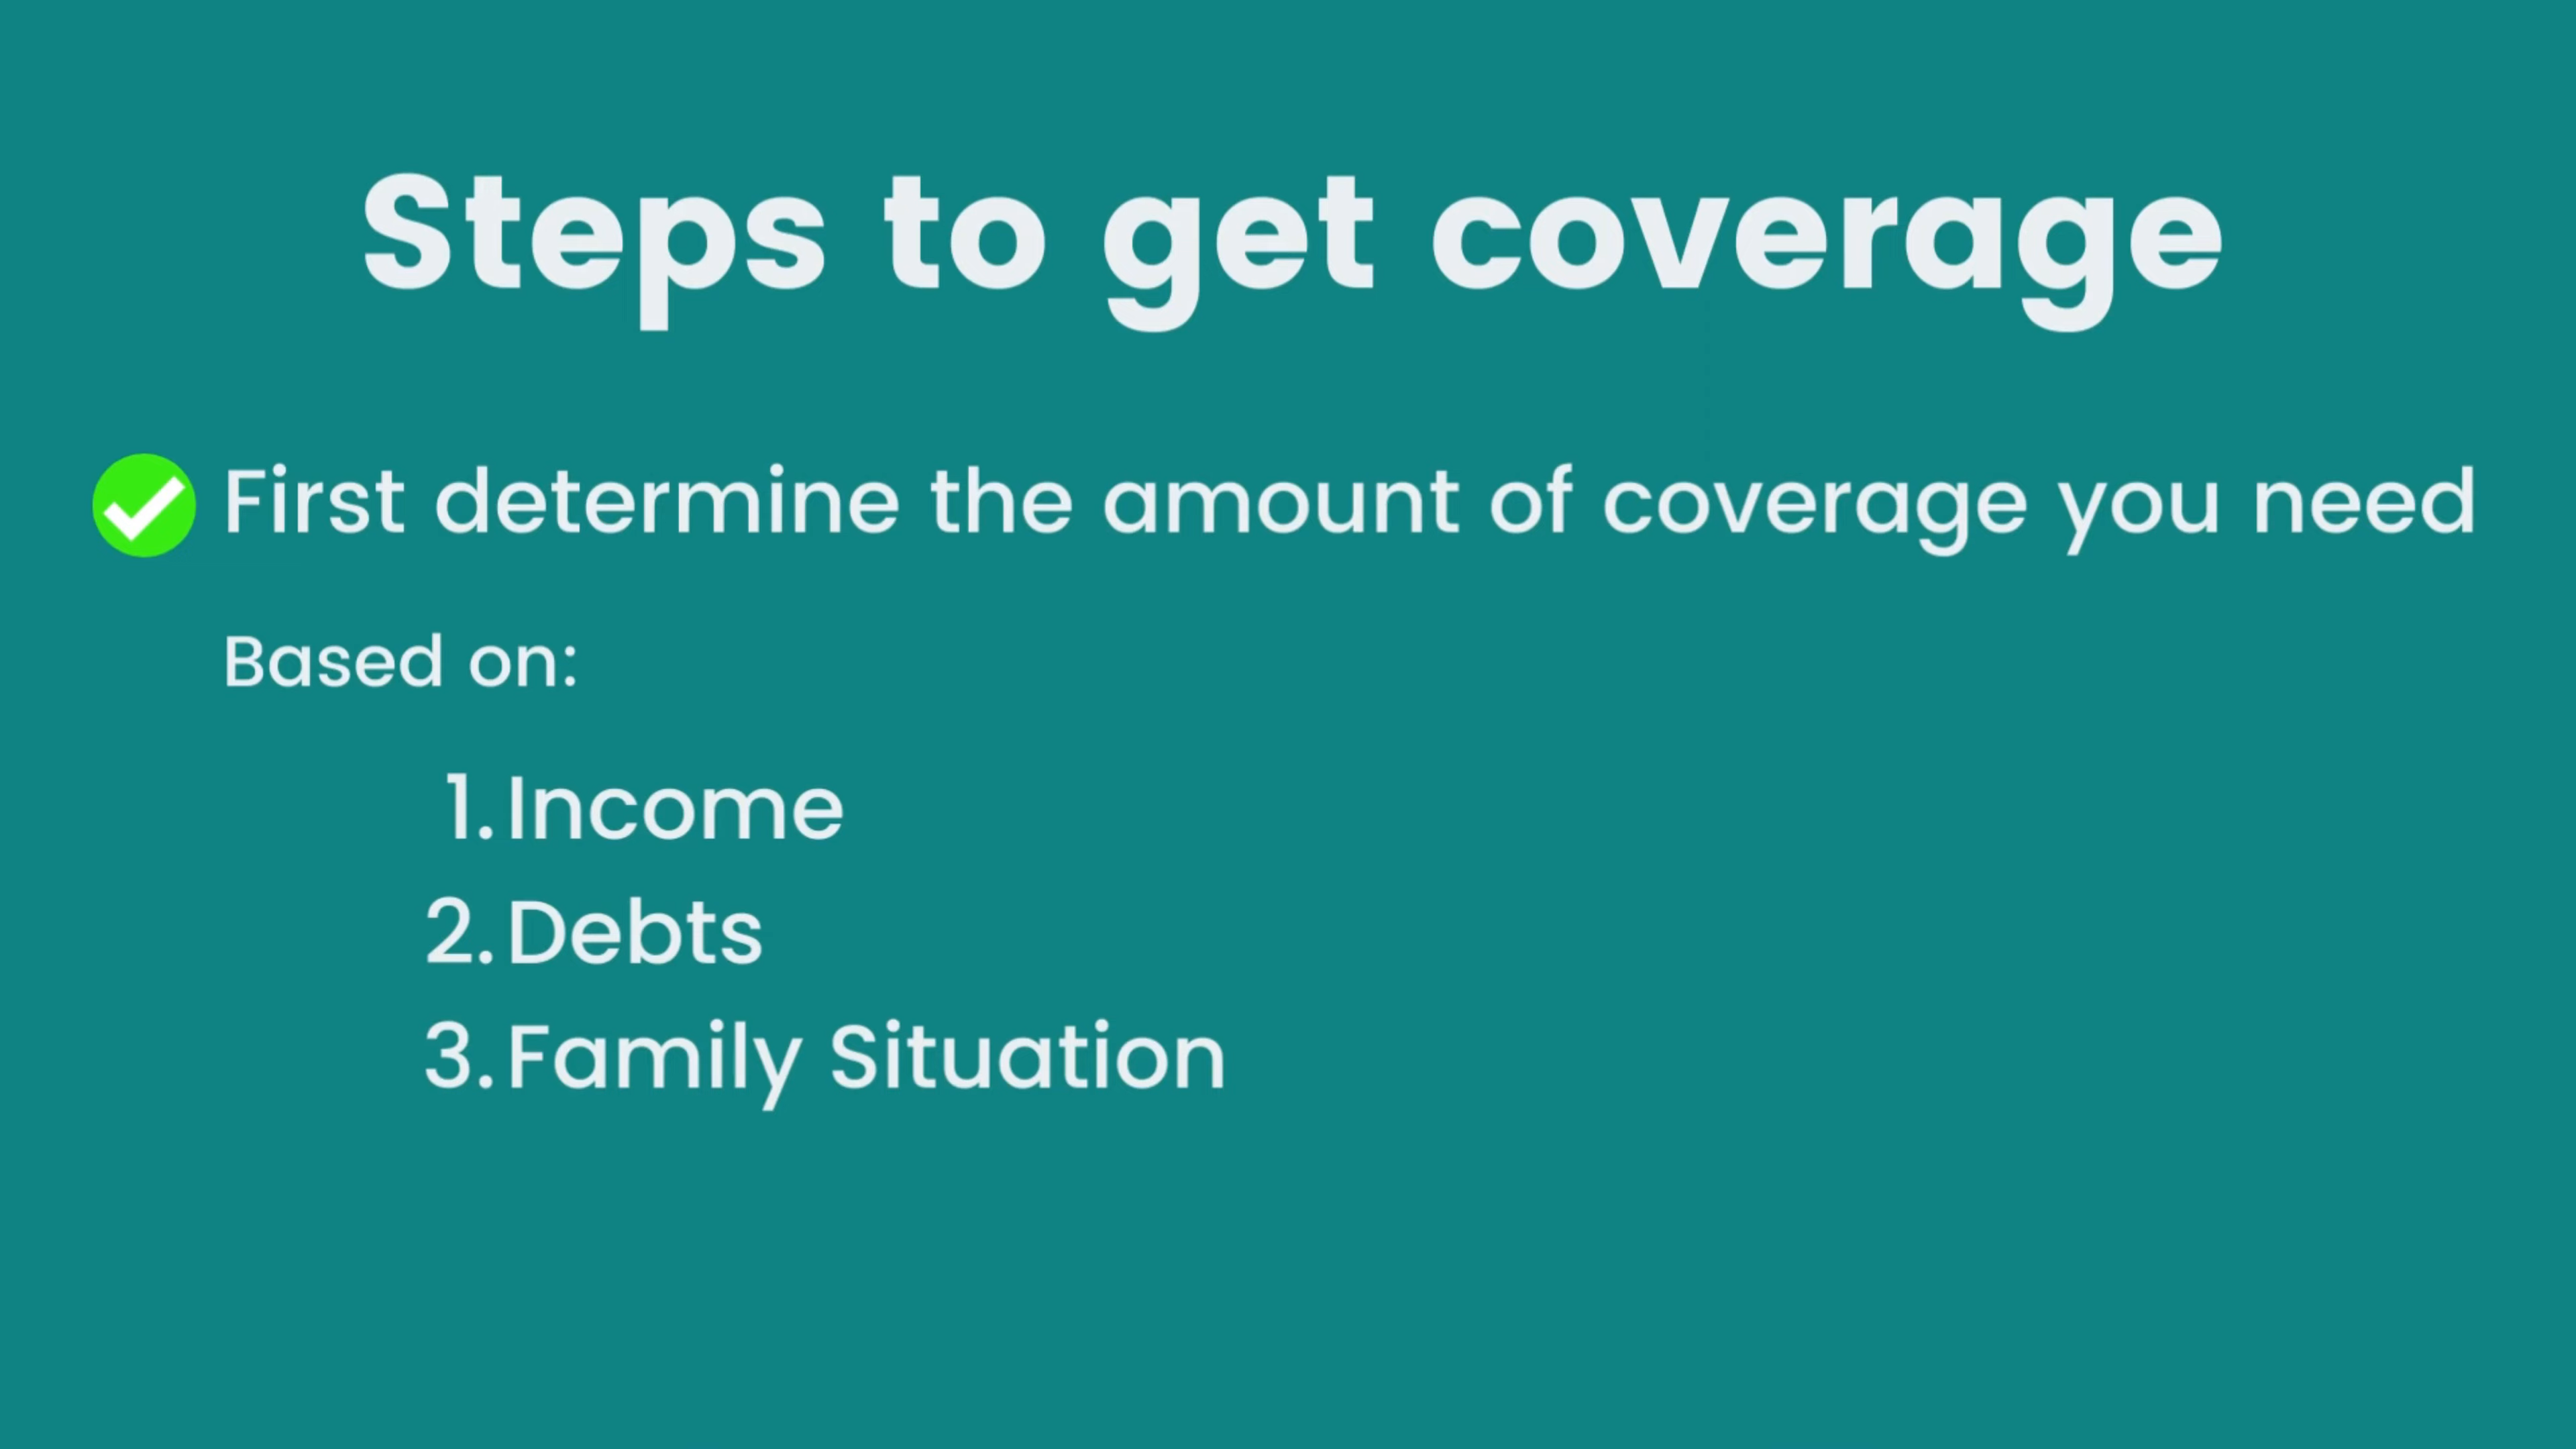 Steps to get coverage
First determine the amount of coverage you need
Based on:
1. Income
2. Debts
3. Family Situation